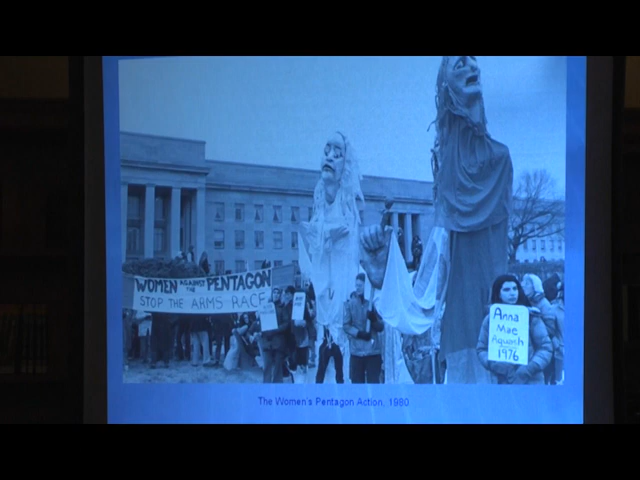 WOMEN AGAINST THE PENTAGON
STOP THE ARMS RACE
Anna
Mae
Aquash
1976
The Women's Pentagon Action, 1980